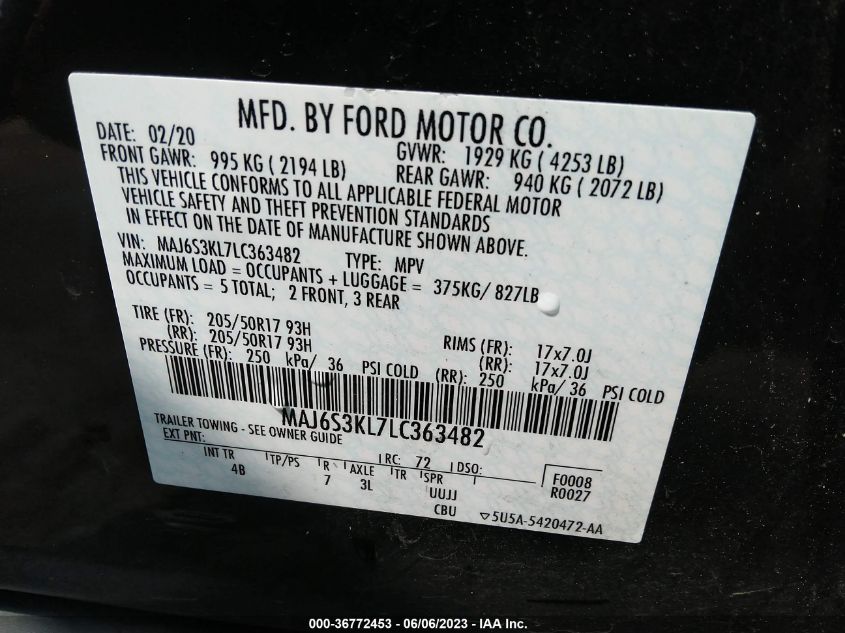 MFD. BY FORD MOTOR CO.
DATE: 02/20 GVWR: 1929 KG ( 4253 LB)
FRONT GAWR: 995 KG ( 2194 LB) REAR GAWR: 940 KG ( 2072 LB)
THIS VEHICLE CONFORMS TO ALL APPLICABLE FEDERAL MOTOR
VEHICLE SAFETY AND THEFT PREVENTION STANDARDS
IN EFFECT ON THE DATE OF MANUFACTURE SHOWN ABOVE.
VIN: MAJ6S3KL7LC363482 TYPE: MPV
MAXIMUM LOAD = OCCUPANTS + LUGGAGE = 375KG/ 827LB
OCCUPANTS = 5 TOTAL; 2 FRONT, 3 REAR
TIRE (FR): 205/50R17 93H RIMS (FR): 17x7.0J
(RR): 205/50R17 93H (RR): 17x7.0J
PRESSURE (FR): 250 kPa/ 36 PSI COLD (RR): 250 kPa/ 36 PSI COLD
MAJ6S3KL7LC363482
TRAILER TOWING - SEE OWNER GUIDE
EXT PNT: RC: 72 DSO: F0008
INT TR TP/PS R AXLE TR SPR R0027
4B 7 3L UUJJ
CBU ▽5U5A-5420472-AA
000-36772453 - 06/06/2023 - IAA Inc.